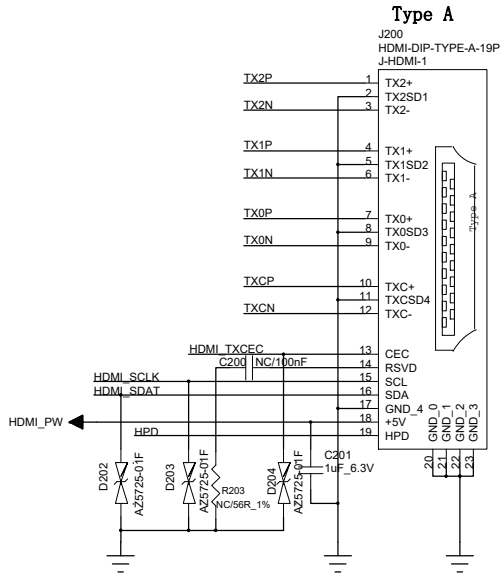 Type A
J200
HDMI-DIP-TYPE-A-19P
J-HDMI-1
TX2P 1 TX2+
2 TX2SD1
TX2N 3 TX2-
TX1P 4 TX1+
5 TX1SD2
TX1N 6 TX1-
TX0P 7 TX0+
8 TX0SD3
TX0N 9 TX0-
TXCP 10 TXC+
11 TXCSD4
TXCN 12 TXC-
Type A
HDMI_TXCEC 13 CEC
C200 NC/100nF 14 RSVD
HDMI_SCLK 15 SCL
HDMI_SDAT 16 SDA
17 GND_4
HDMI_PW 18 +5V
HPD 19 HPD
GND_0
GND_1
GND_2
GND_3
20
21
22
23
D202
AZ5725-01F
D203
AZ5725-01F
R203
NC/56R_1%
D204
AZ5725-01F
C201
1uF_6.3V